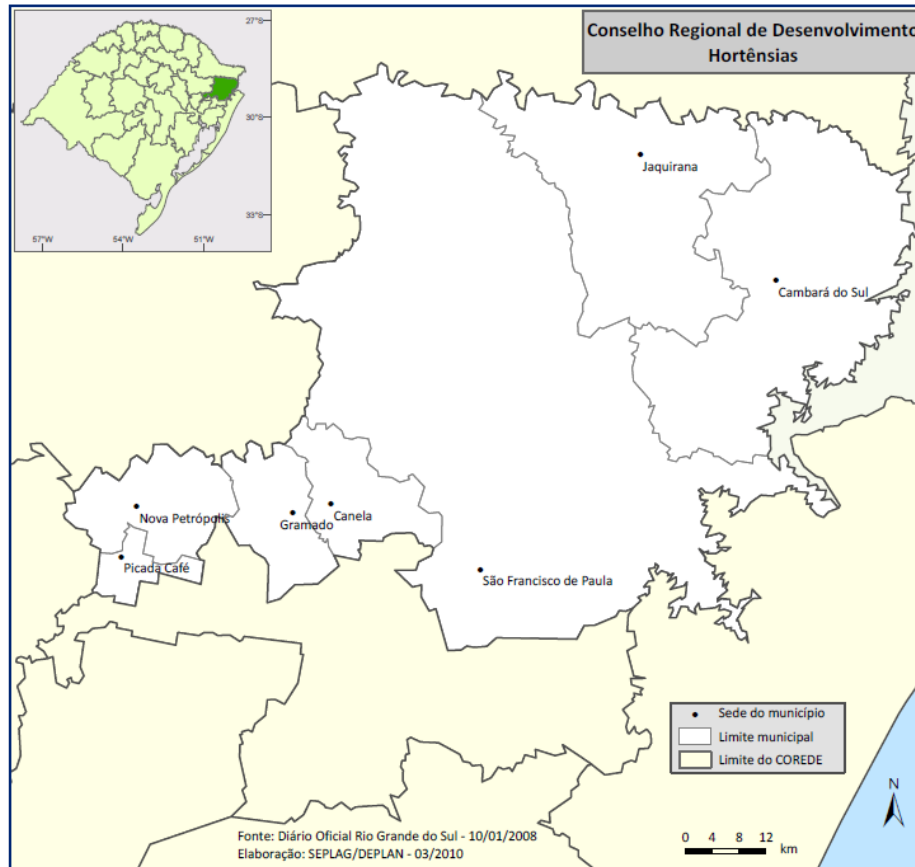 Conselho Regional de Desenvolvimento
Hortênsias
27°S
30°S
33°S
57°W
54°W
51°W
Jaquirana
Cambará do Sul
Nova Petrópolis
Gramado
Canela
Picada Café
São Francisco de Paula
Sede do município
Limite municipal
Limite do COREDE
N
Fonte: Diário Oficial Rio Grande do Sul - 10/01/2008
Elaboração: SEPLAG/DEPLAN - 03/2010
0 4 8 12
km